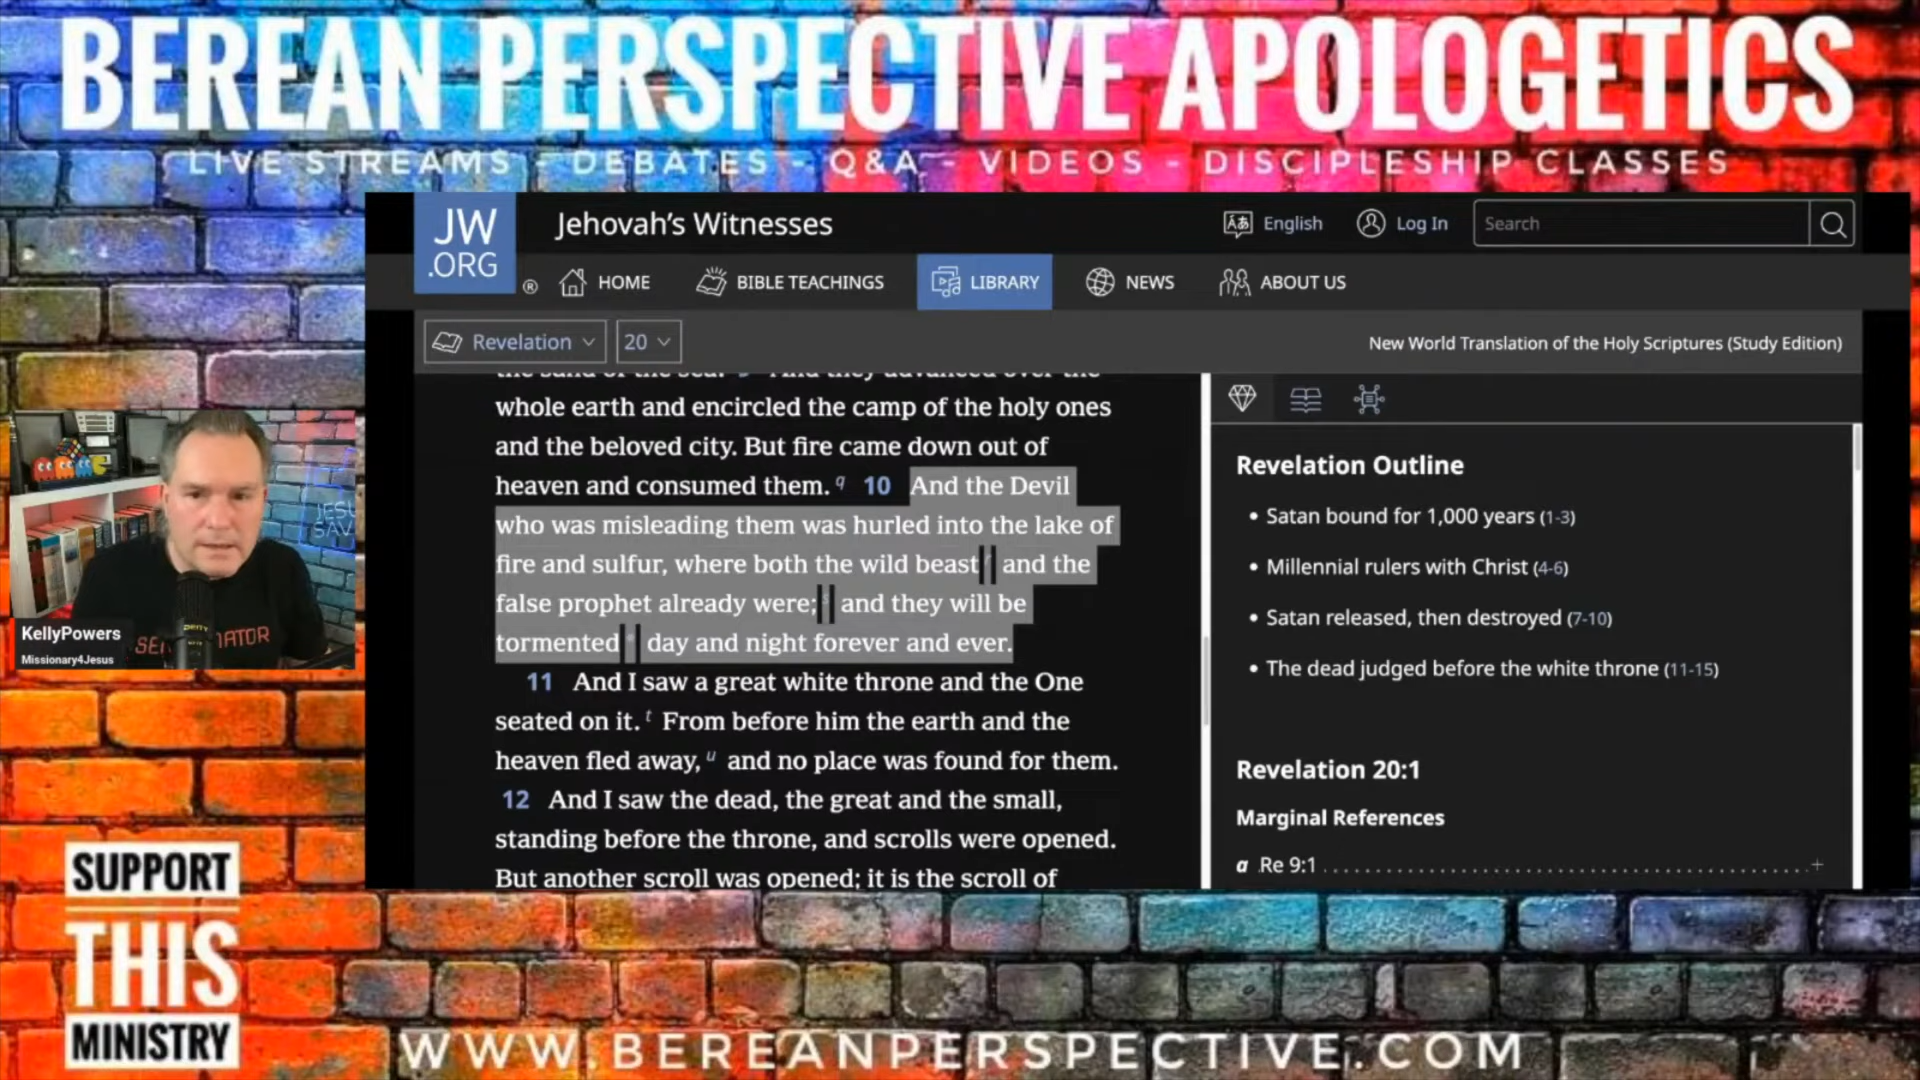 BEREAN PERSPECTIVE APOLOGETICS
LIVE STREAMS - DEBATES - Q&A - VIDEOS - DISCIPLESHIP CLASSES
JW
.ORG
®
Jehovah's Witnesses
English
Log In
Search
HOME
BIBLE TEACHINGS
LIBRARY
NEWS
ABOUT US
Revelation
20
New World Translation of the Holy Scriptures (Study Edition)
the sand of the sea. And they advanced over the
whole earth and encircled the camp of the holy ones
and the beloved city. But fire came down out of
heaven and consumed them. q 10 And the Devil
who was misleading them was hurled into the lake of
fire and sulfur, where both the wild beast and the
false prophet already were; and they will be
tormented * day and night forever and ever.
11 And I saw a great white throne and the One
seated on it. t From before him the earth and the
heaven fled away, u and no place was found for them.
12 And I saw the dead, the great and the small,
standing before the throne, and scrolls were opened.
But another scroll was opened; it is the scroll of
Revelation Outline
• Satan bound for 1,000 years (1-3)
• Millennial rulers with Christ (4-6)
• Satan released, then destroyed (7-10)
• The dead judged before the white throne (11-15)
Revelation 20:1
Marginal References
a Re 9:1 +
KellyPowers
Missionary4Jesus
SUPPORT
THIS
MINISTRY
WWW.BEREANPERSPECTIVE.COM